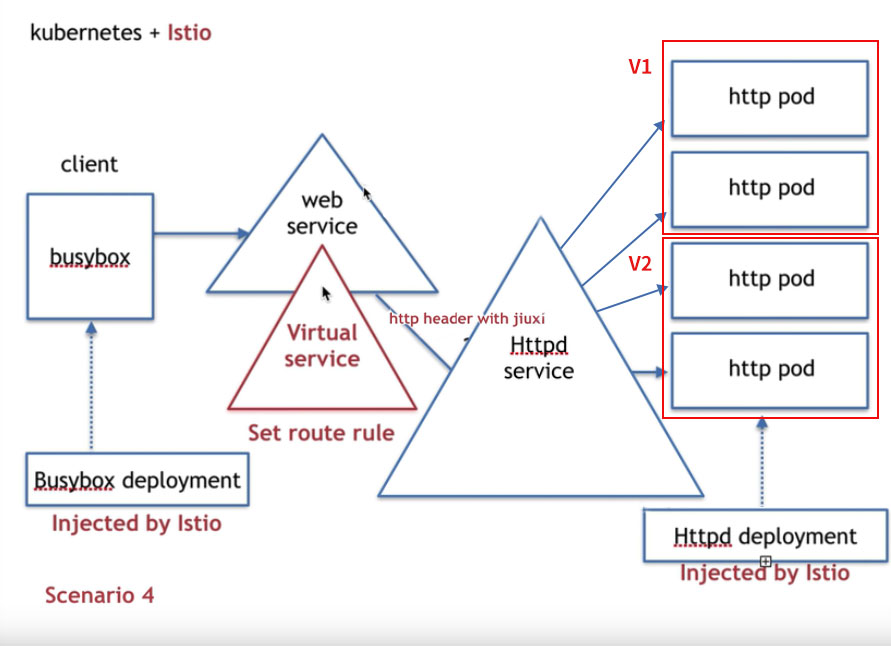 kubernetes + Istio
client
busybox
web
service
Virtual
service
Set route rule
http header with jiuxi
Httpd
service
V1
http pod
http pod
V2
http pod
http pod
Busybox deployment
Injected by Istio
Httpd deployment
Injected by Istio
Scenario 4